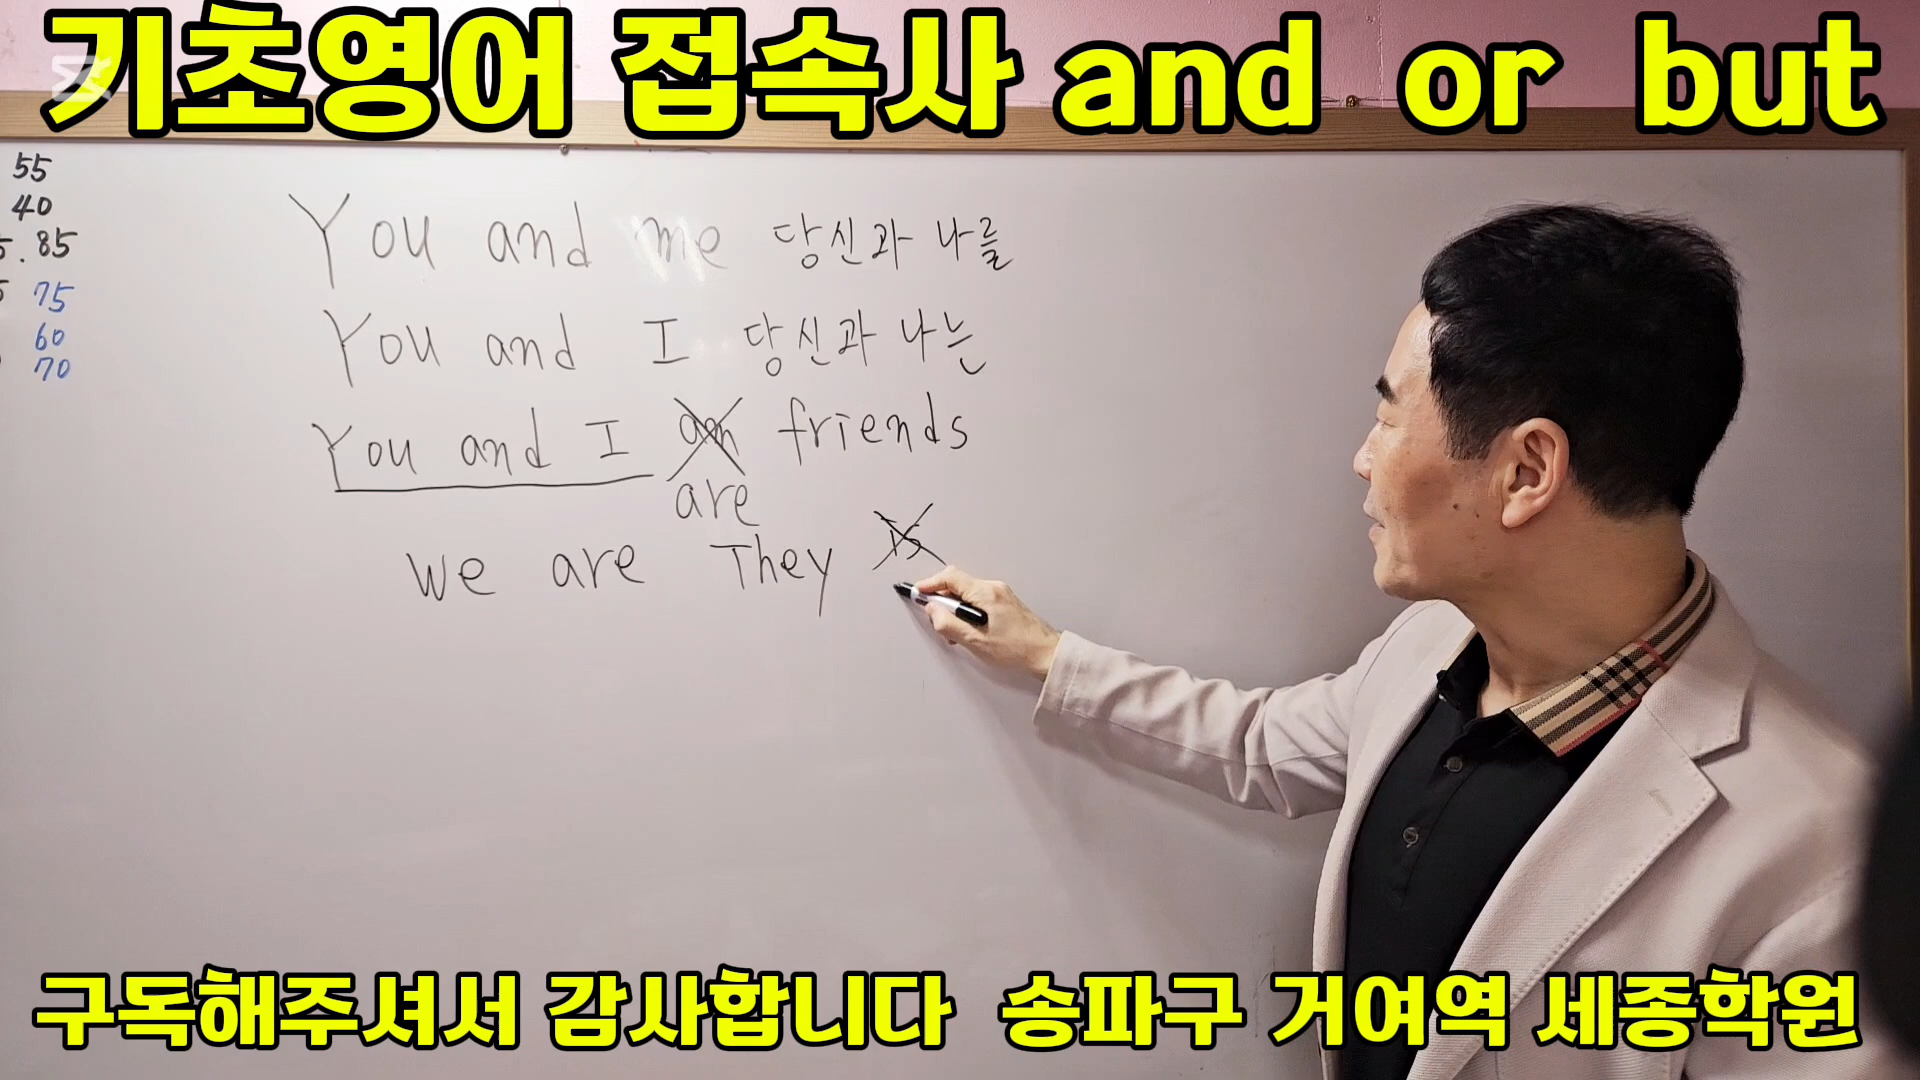 기초영어 접속사 and or but
55
40
5.85
75
60
70
You and me 당신과 나를
You and I 당신과 나는
You and I am friends
are
we are They is
구독해주셔서 감사합니다 송파구 거여역 세종학원